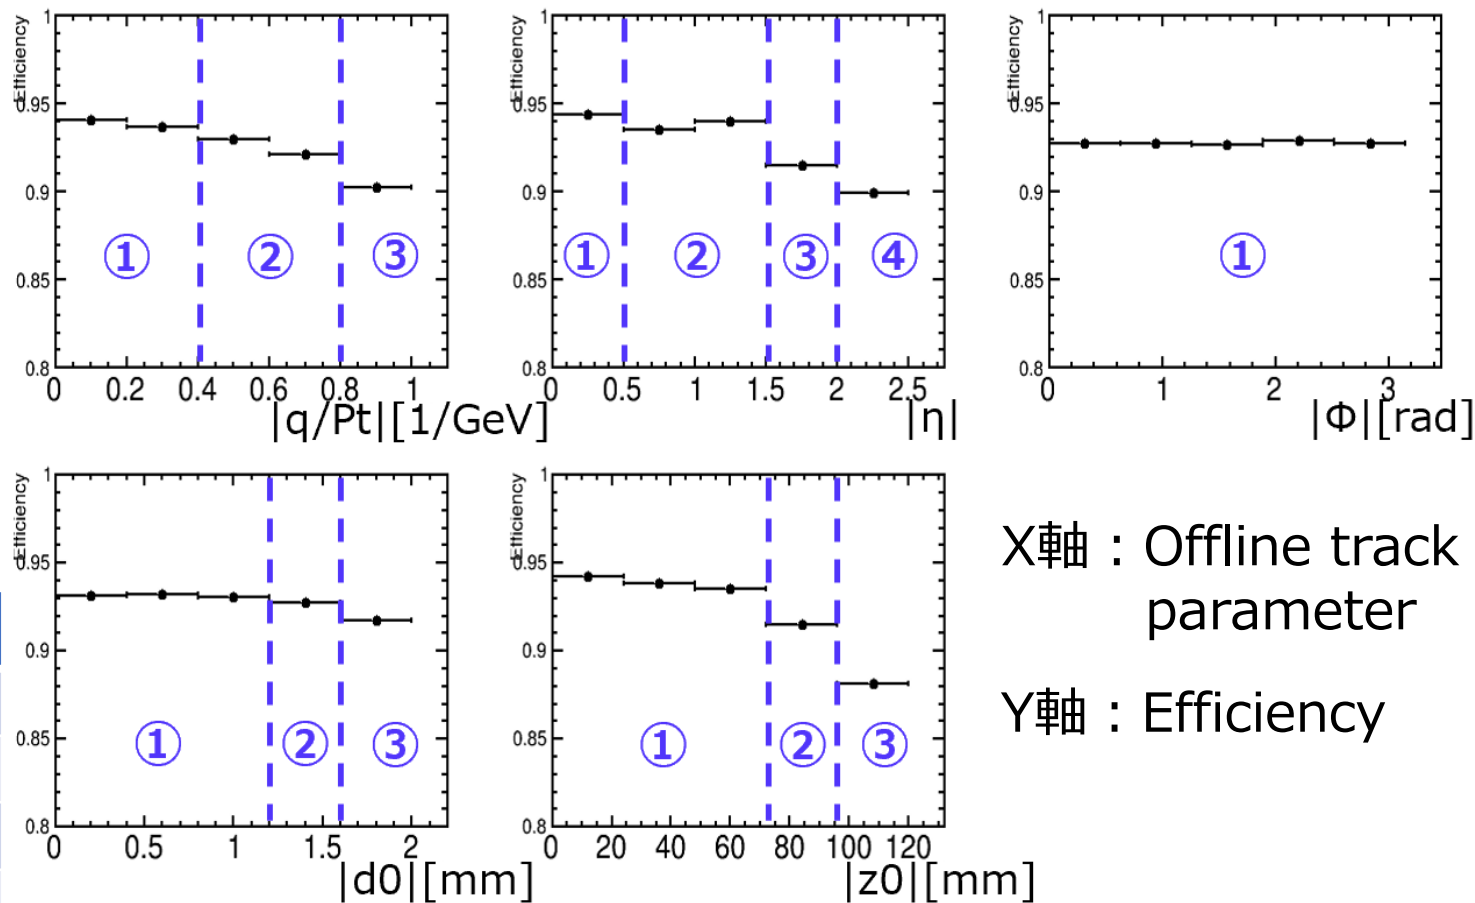 Efficiency
1
0.95
0.9
0.85
0.8
① ② ③
0 0.2 0.4 0.6 0.8 1
|q/Pt|[1/GeV]
Efficiency
1
0.95
0.9
0.85
0.8
① ② ③ ④
0 0.5 1 1.5 2 2.5
|η|
Efficiency
1
0.95
0.9
0.85
0.8
①
0 1 2 3
|Φ|[rad]
Efficiency
1
0.95
0.9
0.85
0.8
① ② ③
0 0.5 1 1.5 2
|d0|[mm]
Efficiency
1
0.95
0.9
0.85
0.8
① ② ③
0 20 40 60 80 100 120
|z0|[mm]
X軸：Offline track
parameter
Y軸：Efficiency